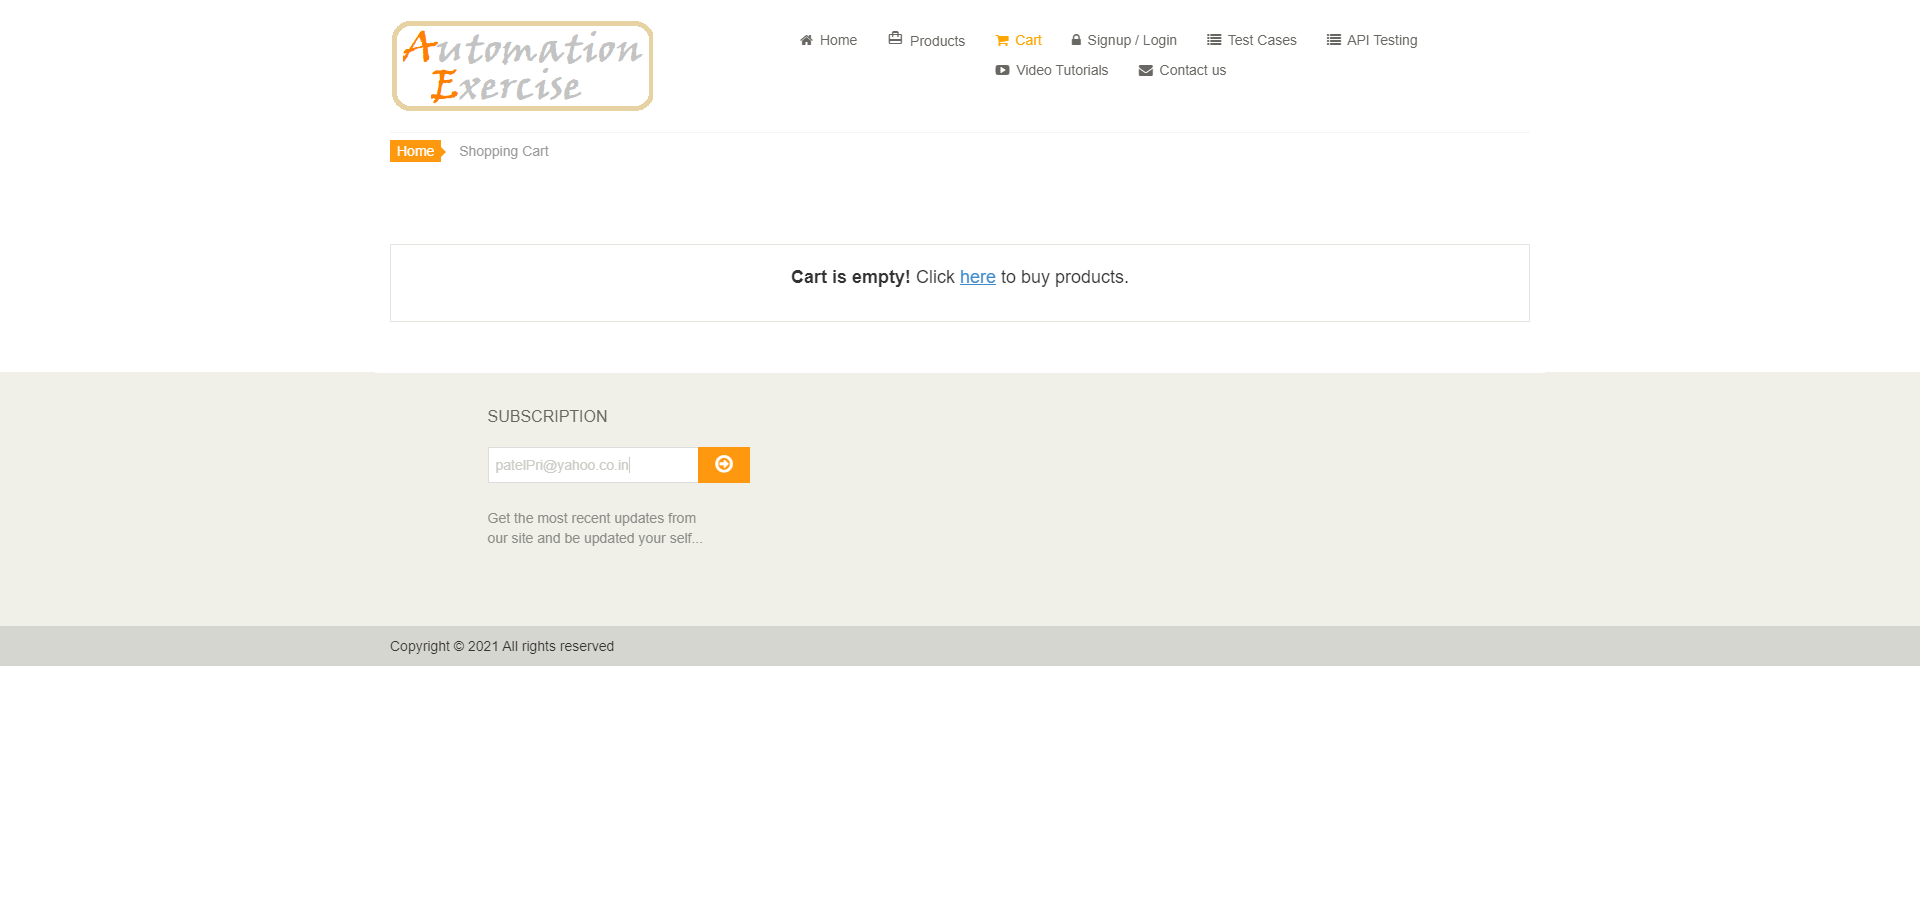 Automation
Exercise
Home Products Cart Signup / Login Test Cases API Testing
Video Tutorials Contact us
Home Shopping Cart
Cart is empty! Click here to buy products.
SUBSCRIPTION
patelPri@yahoo.co.in
Get the most recent updates from
our site and be updated your self...
Copyright © 2021 All rights reserved